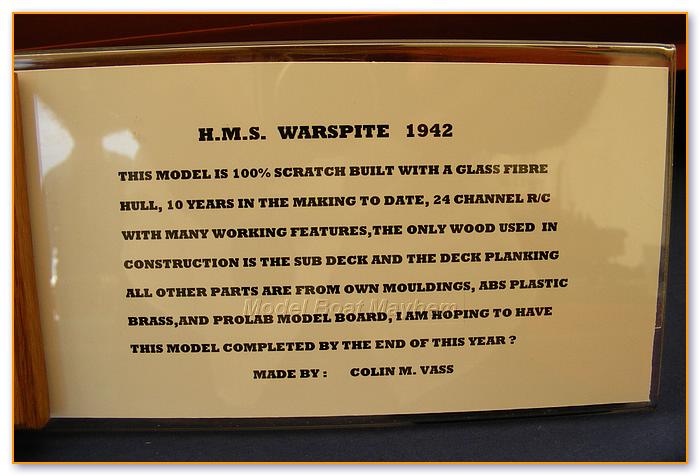 H.M.S. WARSPITE 1942
THIS MODEL IS 100% SCRATCH BUILT WITH A GLASS FIBRE
HULL, 10 YEARS IN THE MAKING TO DATE, 24 CHANNEL R/C
WITH MANY WORKING FEATURES,THE ONLY WOOD USED IN
CONSTRUCTION IS THE SUB DECK AND THE DECK PLANKING
ALL OTHER PARTS ARE FROM OWN MOULDINGS, ABS PLASTIC
Model Boat Mayhem
BRASS,AND PROLAB MODEL BOARD, I AM HOPING TO HAVE
THIS MODEL COMPLETED BY THE END OF THIS YEAR ?
MADE BY : COLIN M. VASS